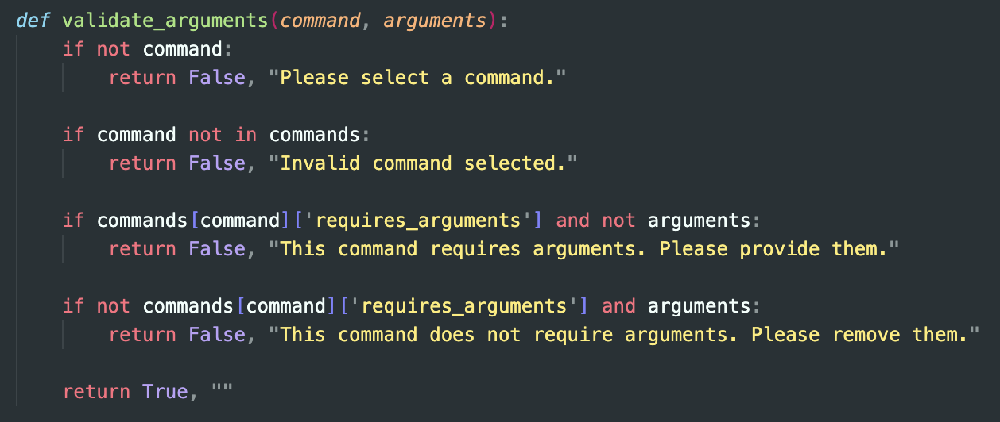 def validate_arguments(command, arguments):
    if not command:
        return False, "Please select a command."

    if command not in commands:
        return False, "Invalid command selected."

    if commands[command]['requires_arguments'] and not arguments:
        return False, "This command requires arguments. Please provide them."

    if not commands[command]['requires_arguments'] and arguments:
        return False, "This command does not require arguments. Please remove them."

    return True, ""